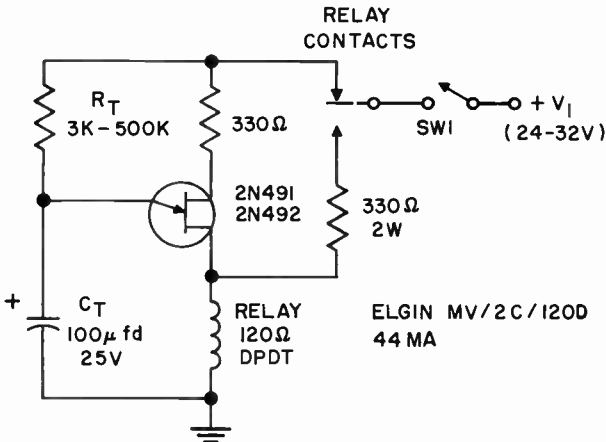 RELAY
CONTACTS
R_T
3K-500K
330Ω
+ V_I
SW1
(24-32V)
2N491
2N492
330Ω
2W
+
C_T
100μfd
25V
RELAY
120Ω
DPDT
ELGIN MV/2C/120D
44 MA